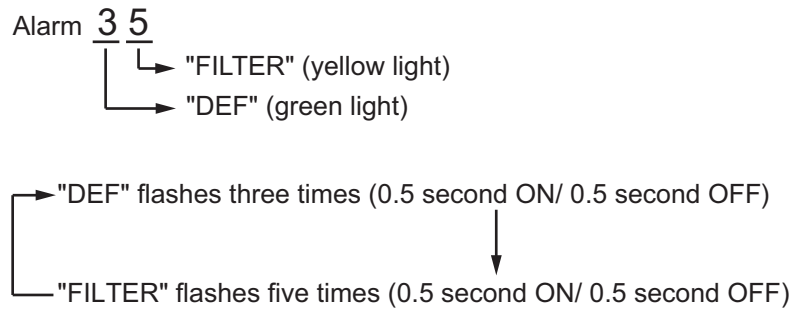 Alarm 3 5
"FILTER" (yellow light)
"DEF" (green light)
"DEF" flashes three times (0.5 second ON/ 0.5 second OFF)
"FILTER" flashes five times (0.5 second ON/ 0.5 second OFF)